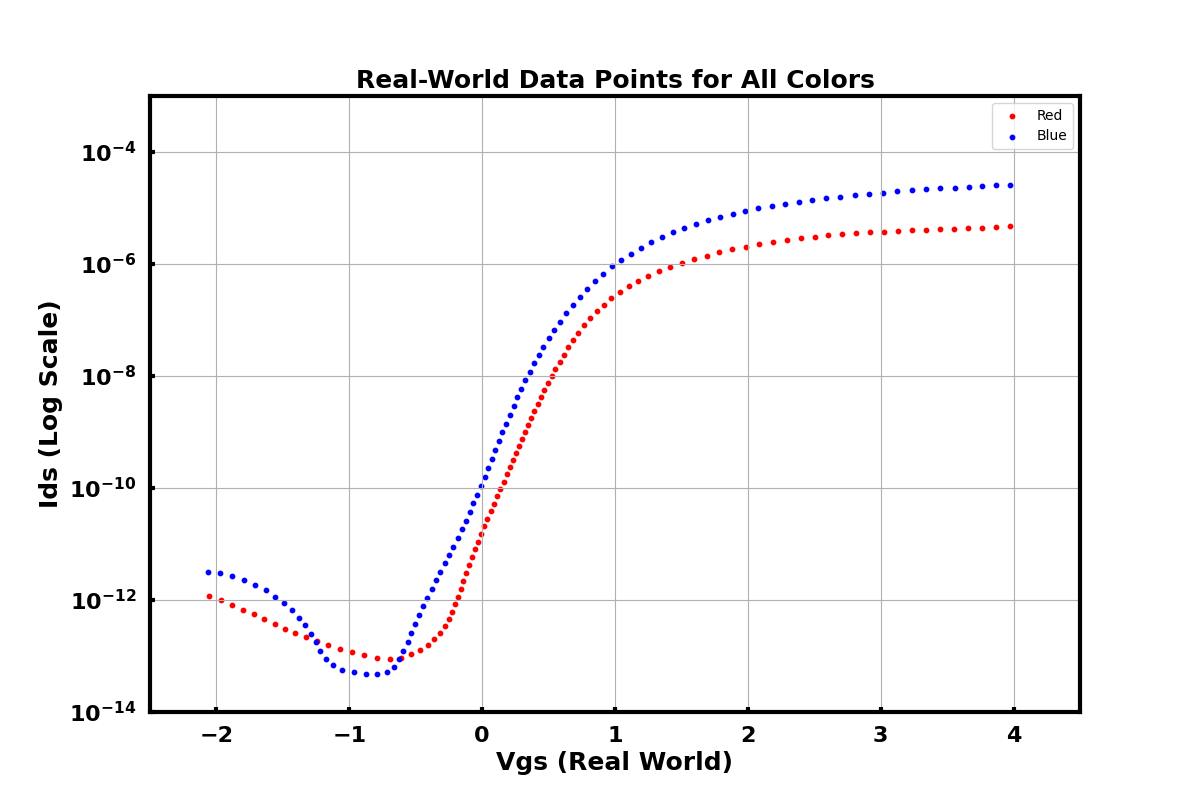 Real-World Data Points for All Colors
Red
Blue
10⁻⁴
10⁻⁶
10⁻⁸
10⁻¹⁰
10⁻¹²
10⁻¹⁴
Ids (Log Scale)
−2 −1 0 1 2 3 4
Vgs (Real World)